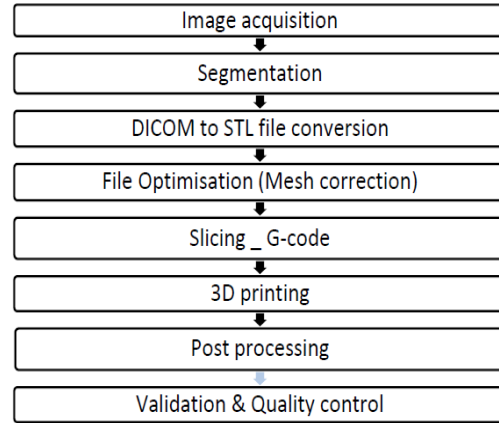 Image acquisition
Segmentation
DICOM to STL file conversion
File Optimisation (Mesh correction)
Slicing _ G-code
3D printing
Post processing
Validation & Quality control